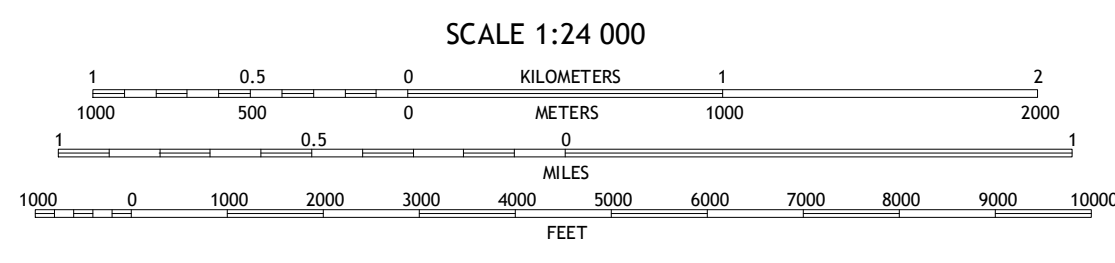 SCALE 1:24 000
1 0.5 0 KILOMETERS 1 2
1000 500 0 METERS 1000 2000
1 0.5 0 1
MILES
1000 0 1000 2000 3000 4000 5000 6000 7000 8000 9000 10000
FEET